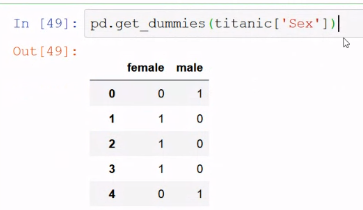 In [49]: pd.get_dummies(titanic['Sex'])
Out[49]:
female male
0 0 1
1 1 0
2 1 0
3 1 0
4 0 1